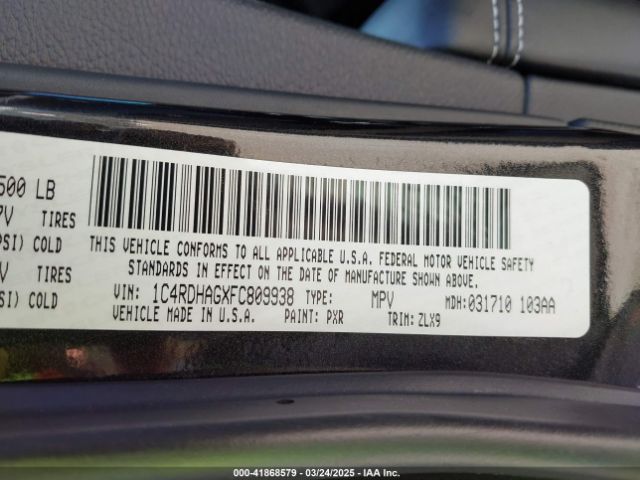 500 LB
7V TIRES
PSI) COLD
V TIRES
SI) COLD
THIS VEHICLE CONFORMS TO ALL APPLICABLE U.S.A. FEDERAL MOTOR VEHICLE SAFETY
STANDARDS IN EFFECT ON THE DATE OF MANUFACTURE SHOWN ABOVE.
VIN: 1C4RDHAGXFC809938 TYPE: MPV MDH:031710 103AA
VEHICLE MADE IN U.S.A. PAINT: PXR TRIM: ZLX9
000-41868579 — 03/24/2025 — IAA Inc.